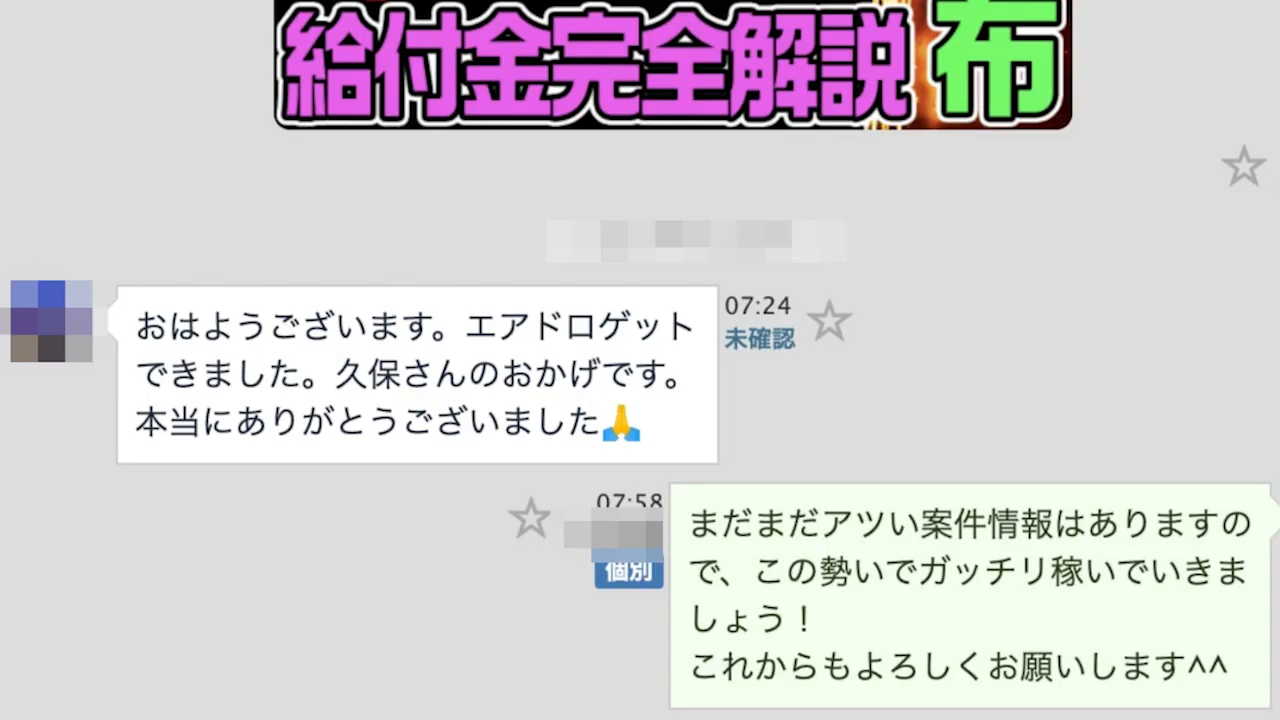 給付金完全解説 布
おはようございます。エアドロゲット
できました。久保さんのおかげです。
本当にありがとうございました🙏
07:24
未確認
07:58
個別
まだまだアツい案件情報はありますの
で、この勢いでガッチリ稼いでいきま
しょう！
これからもよろしくお願いします^^